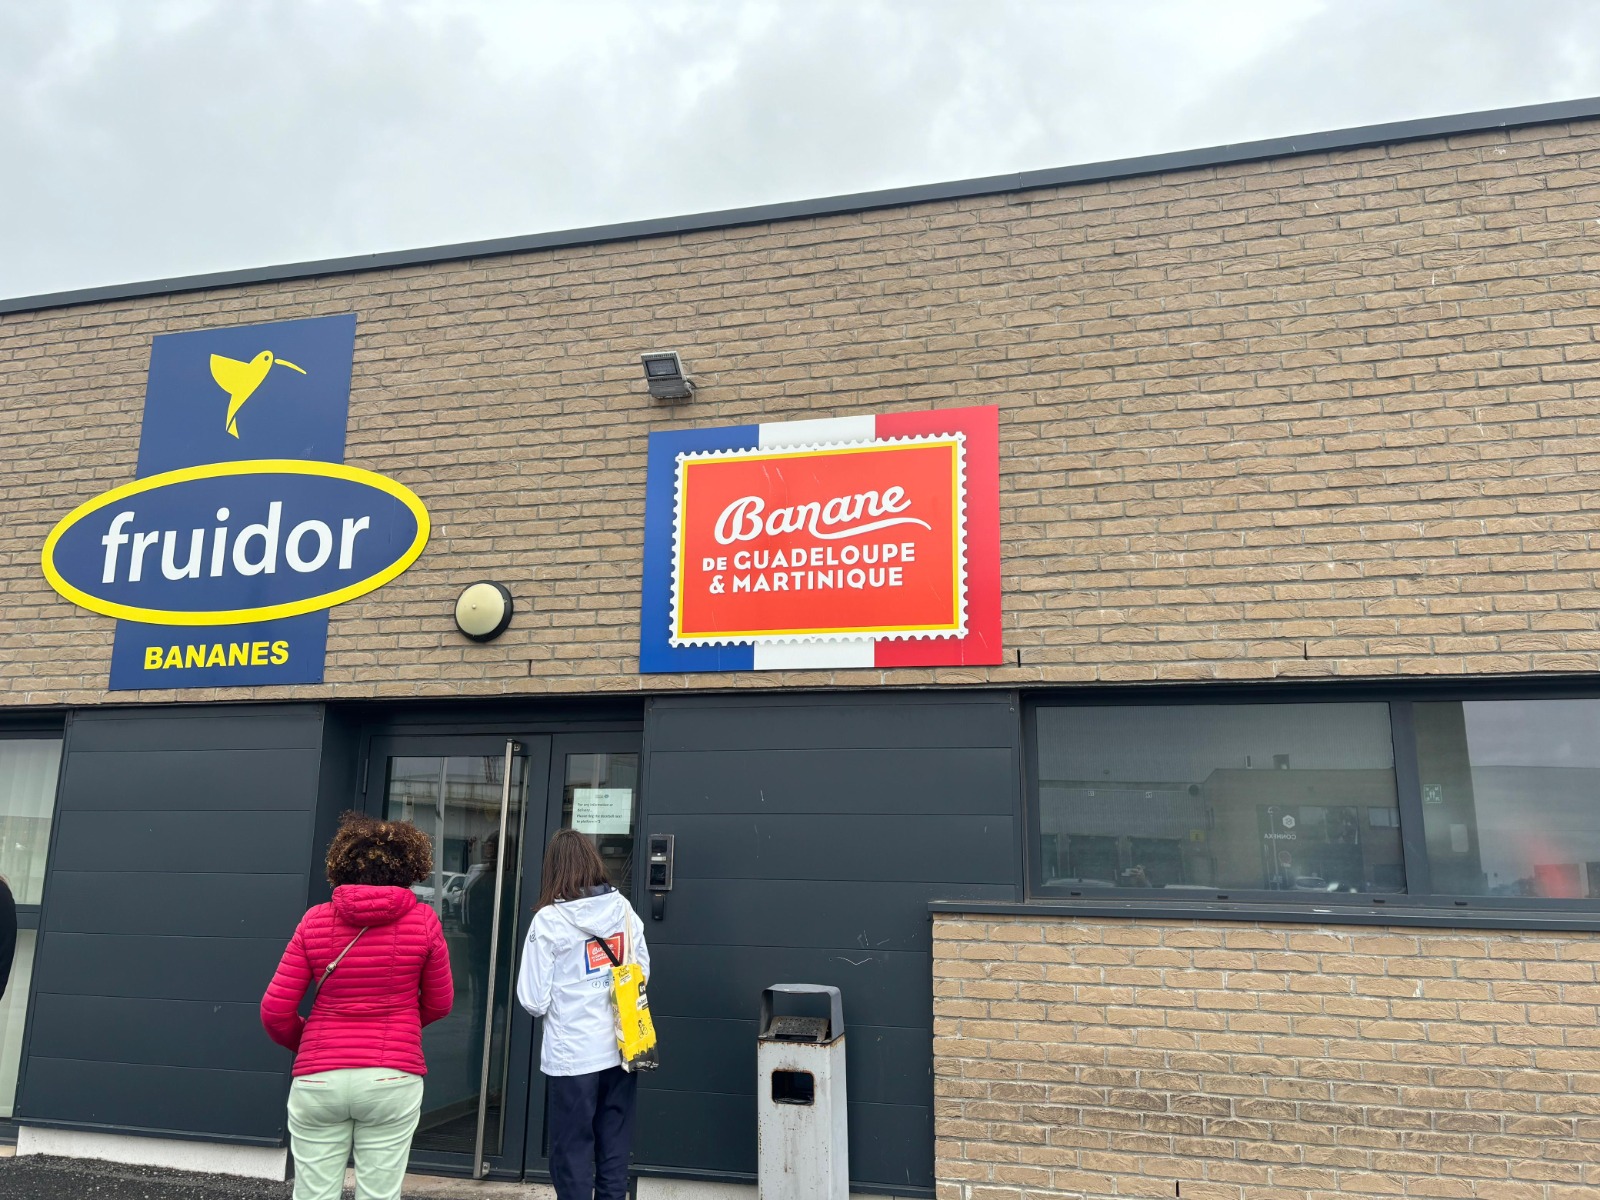 fruidor
BANANES
Banane
DE GUADELOUPE
& MARTINIQUE